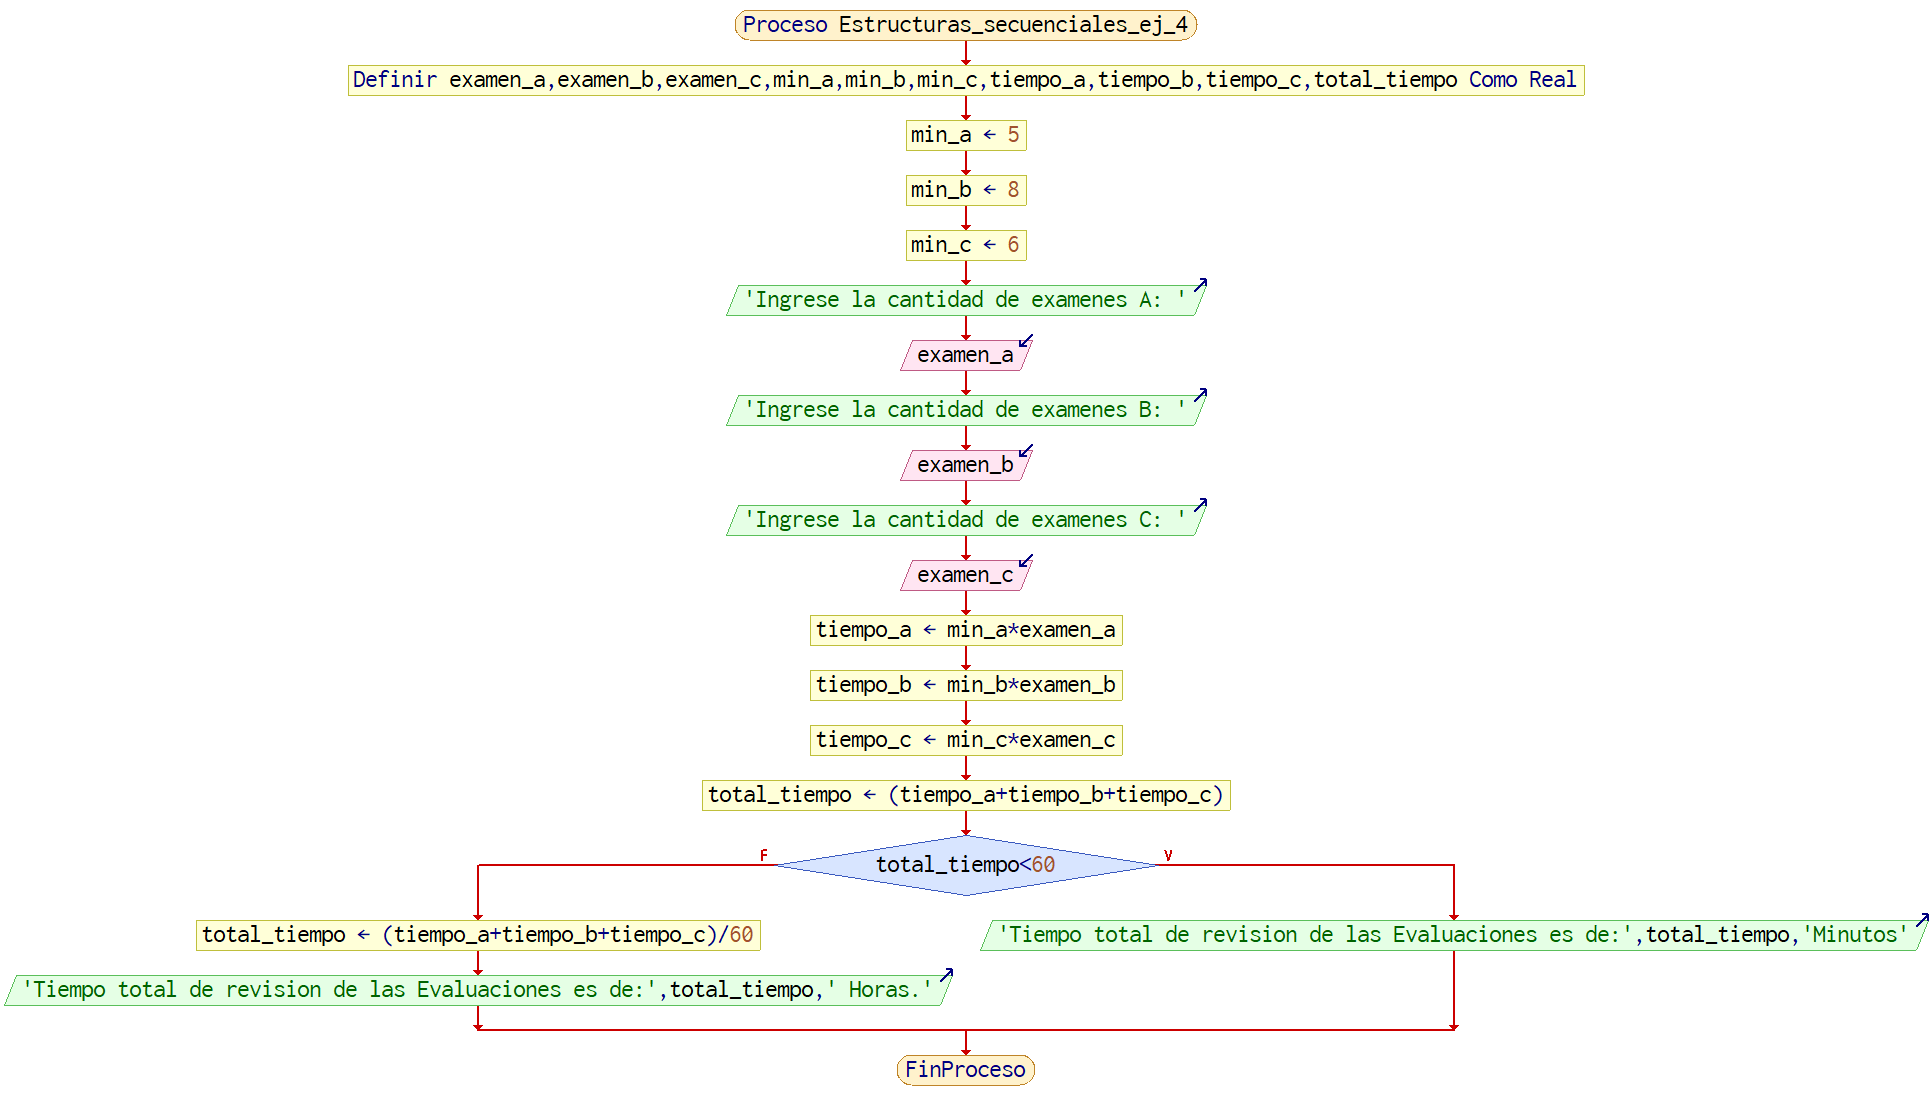 Proceso Estructuras_secuenciales_ej_4
Definir examen_a,examen_b,examen_c,min_a,min_b,min_c,tiempo_a,tiempo_b,tiempo_c,total_tiempo Como Real
min_a ← 5
min_b ← 8
min_c ← 6
'Ingrese la cantidad de examenes A: '
examen_a
'Ingrese la cantidad de examenes B: '
examen_b
'Ingrese la cantidad de examenes C: '
examen_c
tiempo_a ← min_a*examen_a
tiempo_b ← min_b*examen_b
tiempo_c ← min_c*examen_c
total_tiempo ← (tiempo_a+tiempo_b+tiempo_c)
F
V
total_tiempo<60
total_tiempo ← (tiempo_a+tiempo_b+tiempo_c)/60
'Tiempo total de revision de las Evaluaciones es de:',total_tiempo,'Minutos'
'Tiempo total de revision de las Evaluaciones es de:',total_tiempo,' Horas.'
FinProceso